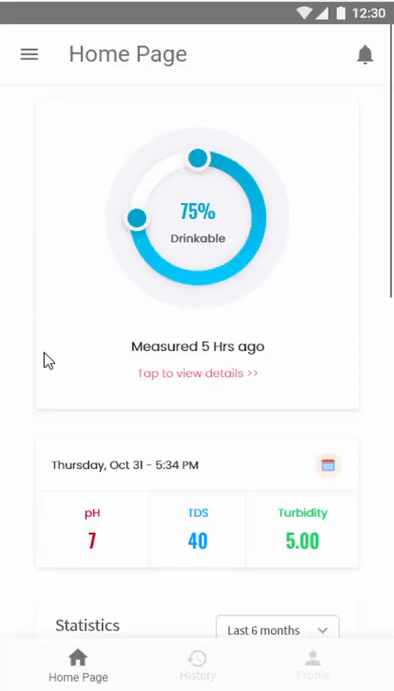 12:30
Home Page
75%
Drinkable
Measured 5 Hrs ago
Tap to view details >>
Thursday, Oct 31 - 5:34 PM
pH TDS Turbidity
7 40 5.00
Statistics Last 6 months
Home Page History Profile